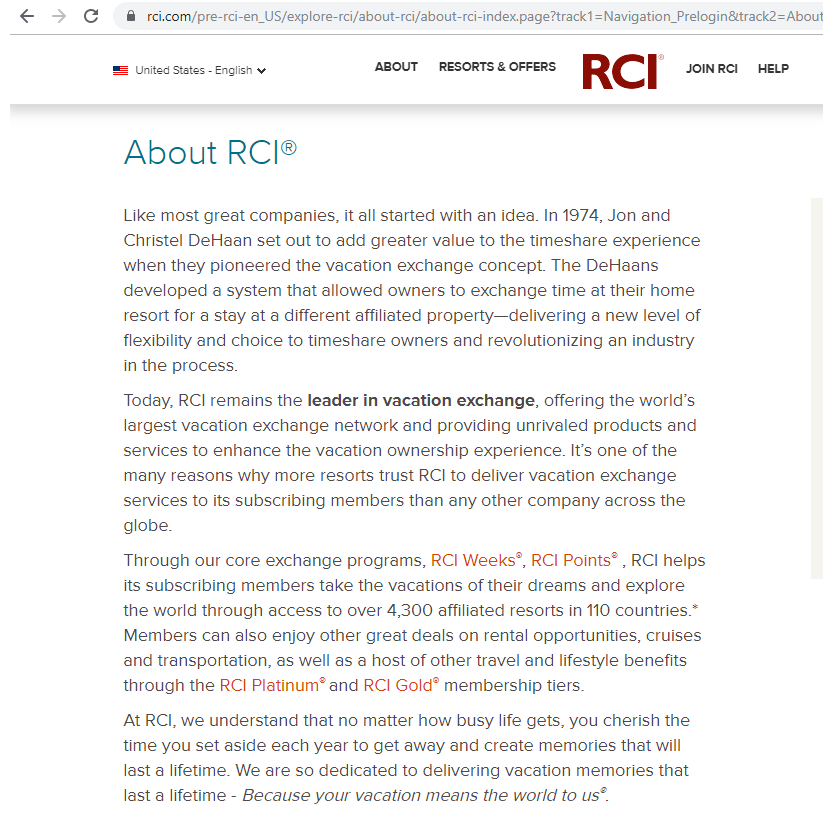 rci.com/pre-rci-en_US/explore-rci/about-rci/about-rci-index.page?track1=Navigation_Prelogin&track2=About
United States - English
ABOUT
RESORTS & OFFERS
RCI®
JOIN RCI
HELP
About RCI®
Like most great companies, it all started with an idea. In 1974, Jon and
Christel DeHaan set out to add greater value to the timeshare experience
when they pioneered the vacation exchange concept. The DeHaans
developed a system that allowed owners to exchange time at their home
resort for a stay at a different affiliated property—delivering a new level of
flexibility and choice to timeshare owners and revolutionizing an industry
in the process.
Today, RCI remains the leader in vacation exchange, offering the world's
largest vacation exchange network and providing unrivaled products and
services to enhance the vacation ownership experience. It's one of the
many reasons why more resorts trust RCI to deliver vacation exchange
services to its subscribing members than any other company across the
globe.
Through our core exchange programs, RCI Weeks®, RCI Points® , RCI helps
its subscribing members take the vacations of their dreams and explore
the world through access to over 4,300 affiliated resorts in 110 countries.*
Members can also enjoy other great deals on rental opportunities, cruises
and transportation, as well as a host of other travel and lifestyle benefits
through the RCI Platinum® and RCI Gold® membership tiers.
At RCI, we understand that no matter how busy life gets, you cherish the
time you set aside each year to get away and create memories that will
last a lifetime. We are so dedicated to delivering vacation memories that
last a lifetime - Because your vacation means the world to us®.